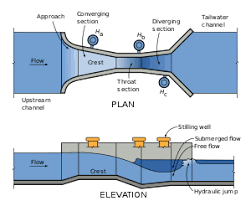 Approach
Converging
section
Diverging
section
Tailwater
channel
Ha
Hb
Flow
Crest
Throat
section
Hc
Upstream
channel
PLAN
Stilling well
Submerged flow
Free flow
Flow
Crest
Hydraulic jump
ELEVATION